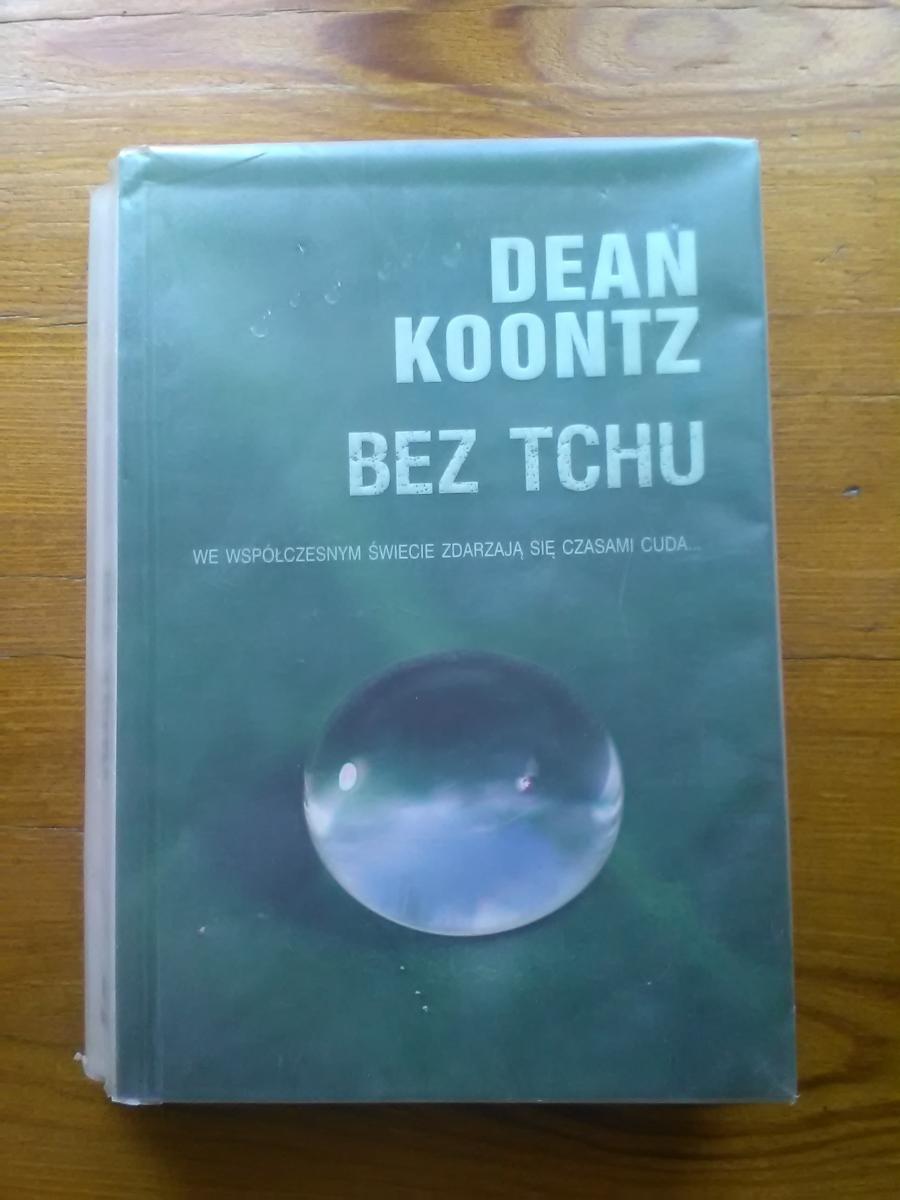 DEAN
KOONTZ
BEZ TCHU
WE WSPÓŁCZESNYM ŚWIECIE ZDARZAJĄ SIĘ CZASAMI CUDA...